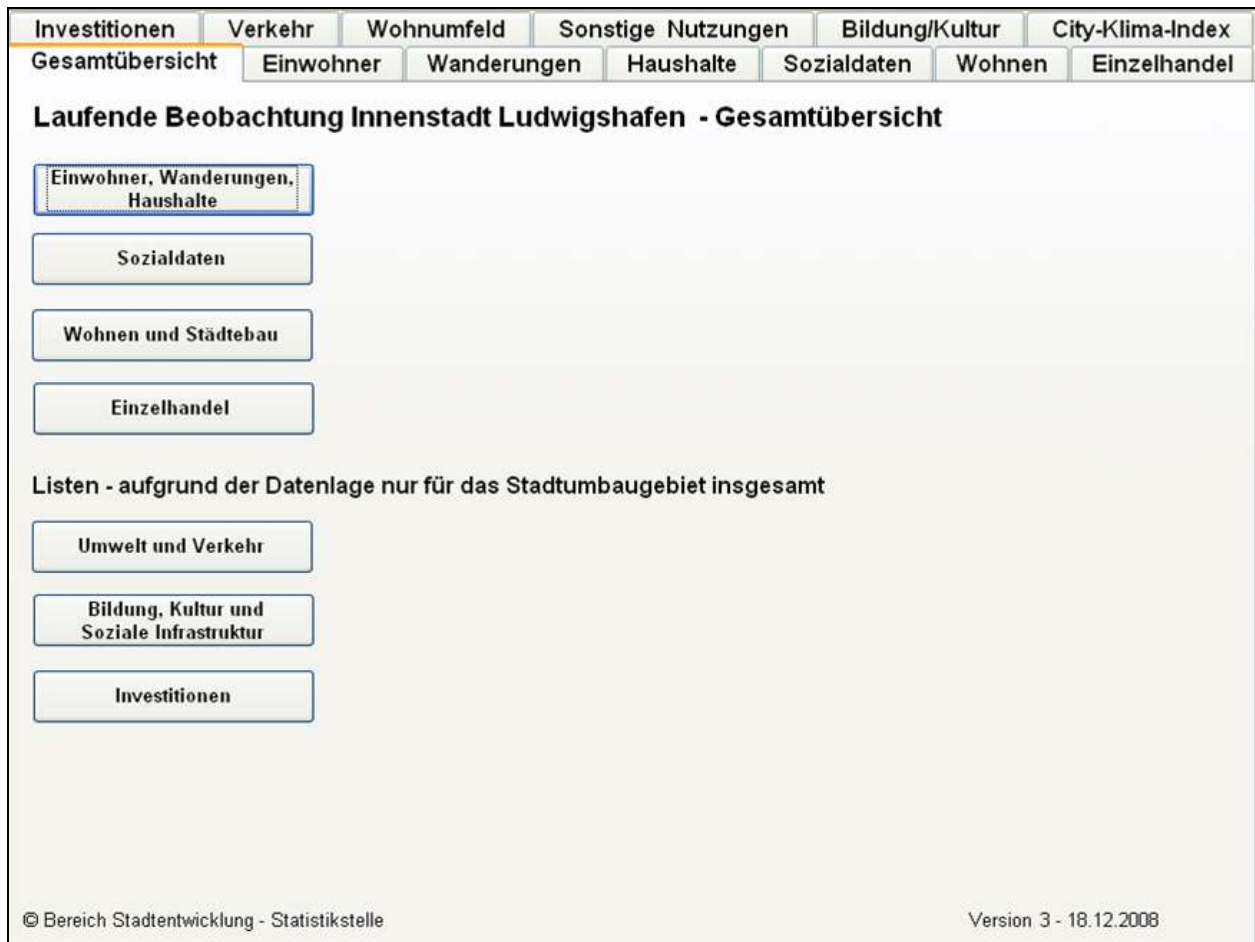 Investitionen Verkehr Wohnumfeld Sonstige Nutzungen Bildung/Kultur City-Klima-Index
Gesamtübersicht Einwohner Wanderungen Haushalte Sozialdaten Wohnen Einzelhandel
Laufende Beobachtung Innenstadt Ludwigshafen - Gesamtübersicht
Einwohner, Wanderungen,
Haushalte
Sozialdaten
Wohnen und Städtebau
Einzelhandel
Listen - aufgrund der Datenlage nur für das Stadtumbaugebiet insgesamt
Umwelt und Verkehr
Bildung, Kultur und
Soziale Infrastruktur
Investitionen
© Bereich Stadtentwicklung - Statistikstelle Version 3 - 18.12.2008